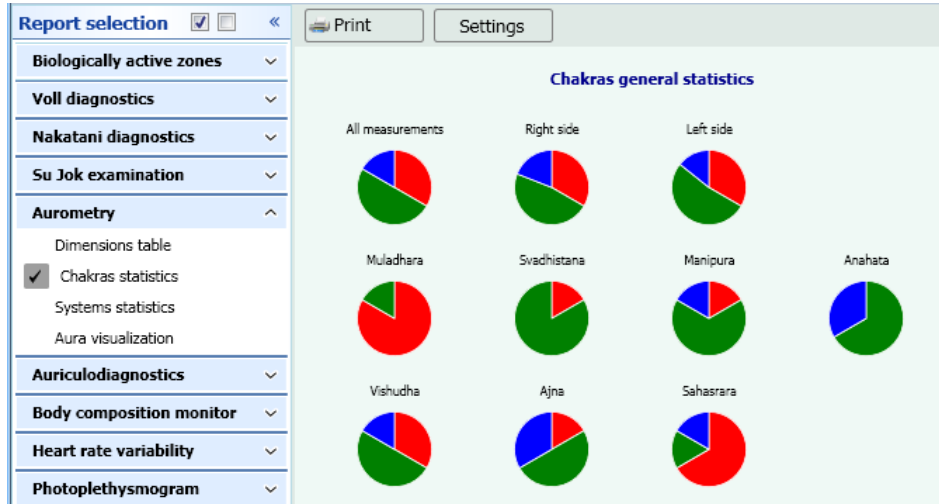 Report selection
Biologically active zones
Voll diagnostics
Nakatani diagnostics
Su Jok examination
Aurometry
Dimensions table
Chakras statistics
Systems statistics
Aura visualization
Auriculodiagnostics
Body composition monitor
Heart rate variability
Photoplethysmogram
Print Settings
Chakras general statistics
All measurements Right side Left side
Muladhara Svadhistana Manipura Anahata
Vishudha Ajna Sahasrara